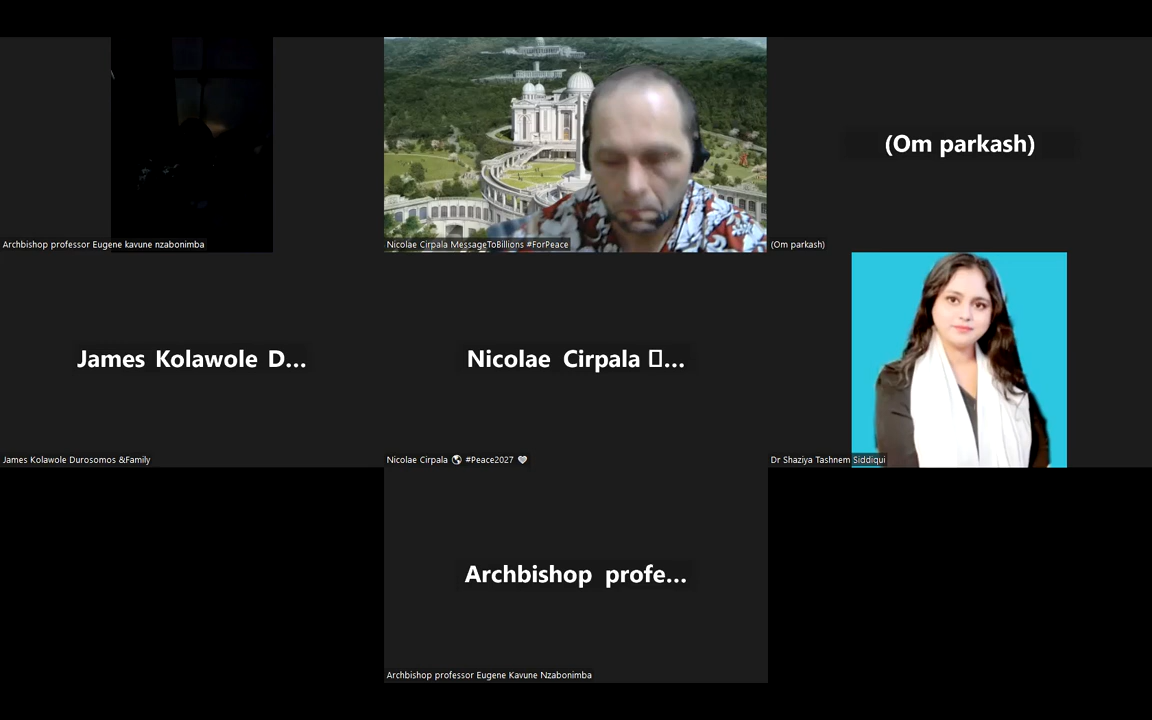 Archbishop professor Eugene kavune nzabonimba
Nicolae Cirpala MessageToBillions #ForPeace
(Om parkash)
(Om parkash)
James Kolawole D...
Nicolae Cirpala ▯...
James Kolawole Durosomos &Family
Nicolae Cirpala 🌎 #Peace2027 💚
Dr Shaziya Tashnem Siddiqui
Archbishop profe...
Archbishop professor Eugene Kavune Nzabonimba